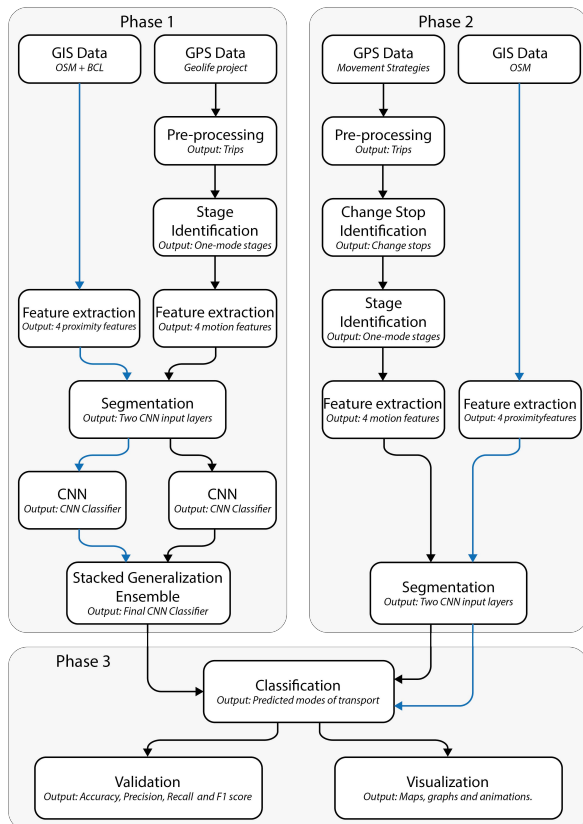 Phase 1
GIS Data
OSM + BCL
GPS Data
Geolife project
Pre-processing
Output: Trips
Stage
Identification
Output: One-mode stages
Feature extraction
Output: 4 proximity features
Feature extraction
Output: 4 motion features
Segmentation
Output: Two CNN input layers
CNN
Output: CNN Classifier
CNN
Output: CNN Classifier
Stacked Generalization
Ensemble
Output: Final CNN Classifier
Phase 2
GPS Data
Movement Strategies
GIS Data
OSM
Pre-processing
Output: Trips
Change Stop
Identification
Output: Change stops
Stage
Identification
Output: One-mode stages
Feature extraction
Output: 4 motion features
Feature extraction
Output: 4 proximityfeatures
Segmentation
Output: Two CNN input layers
Phase 3
Classification
Output: Predicted modes of transport
Validation
Output: Accuracy, Precision, Recall and F1 score
Visualization
Output: Maps, graphs and animations.